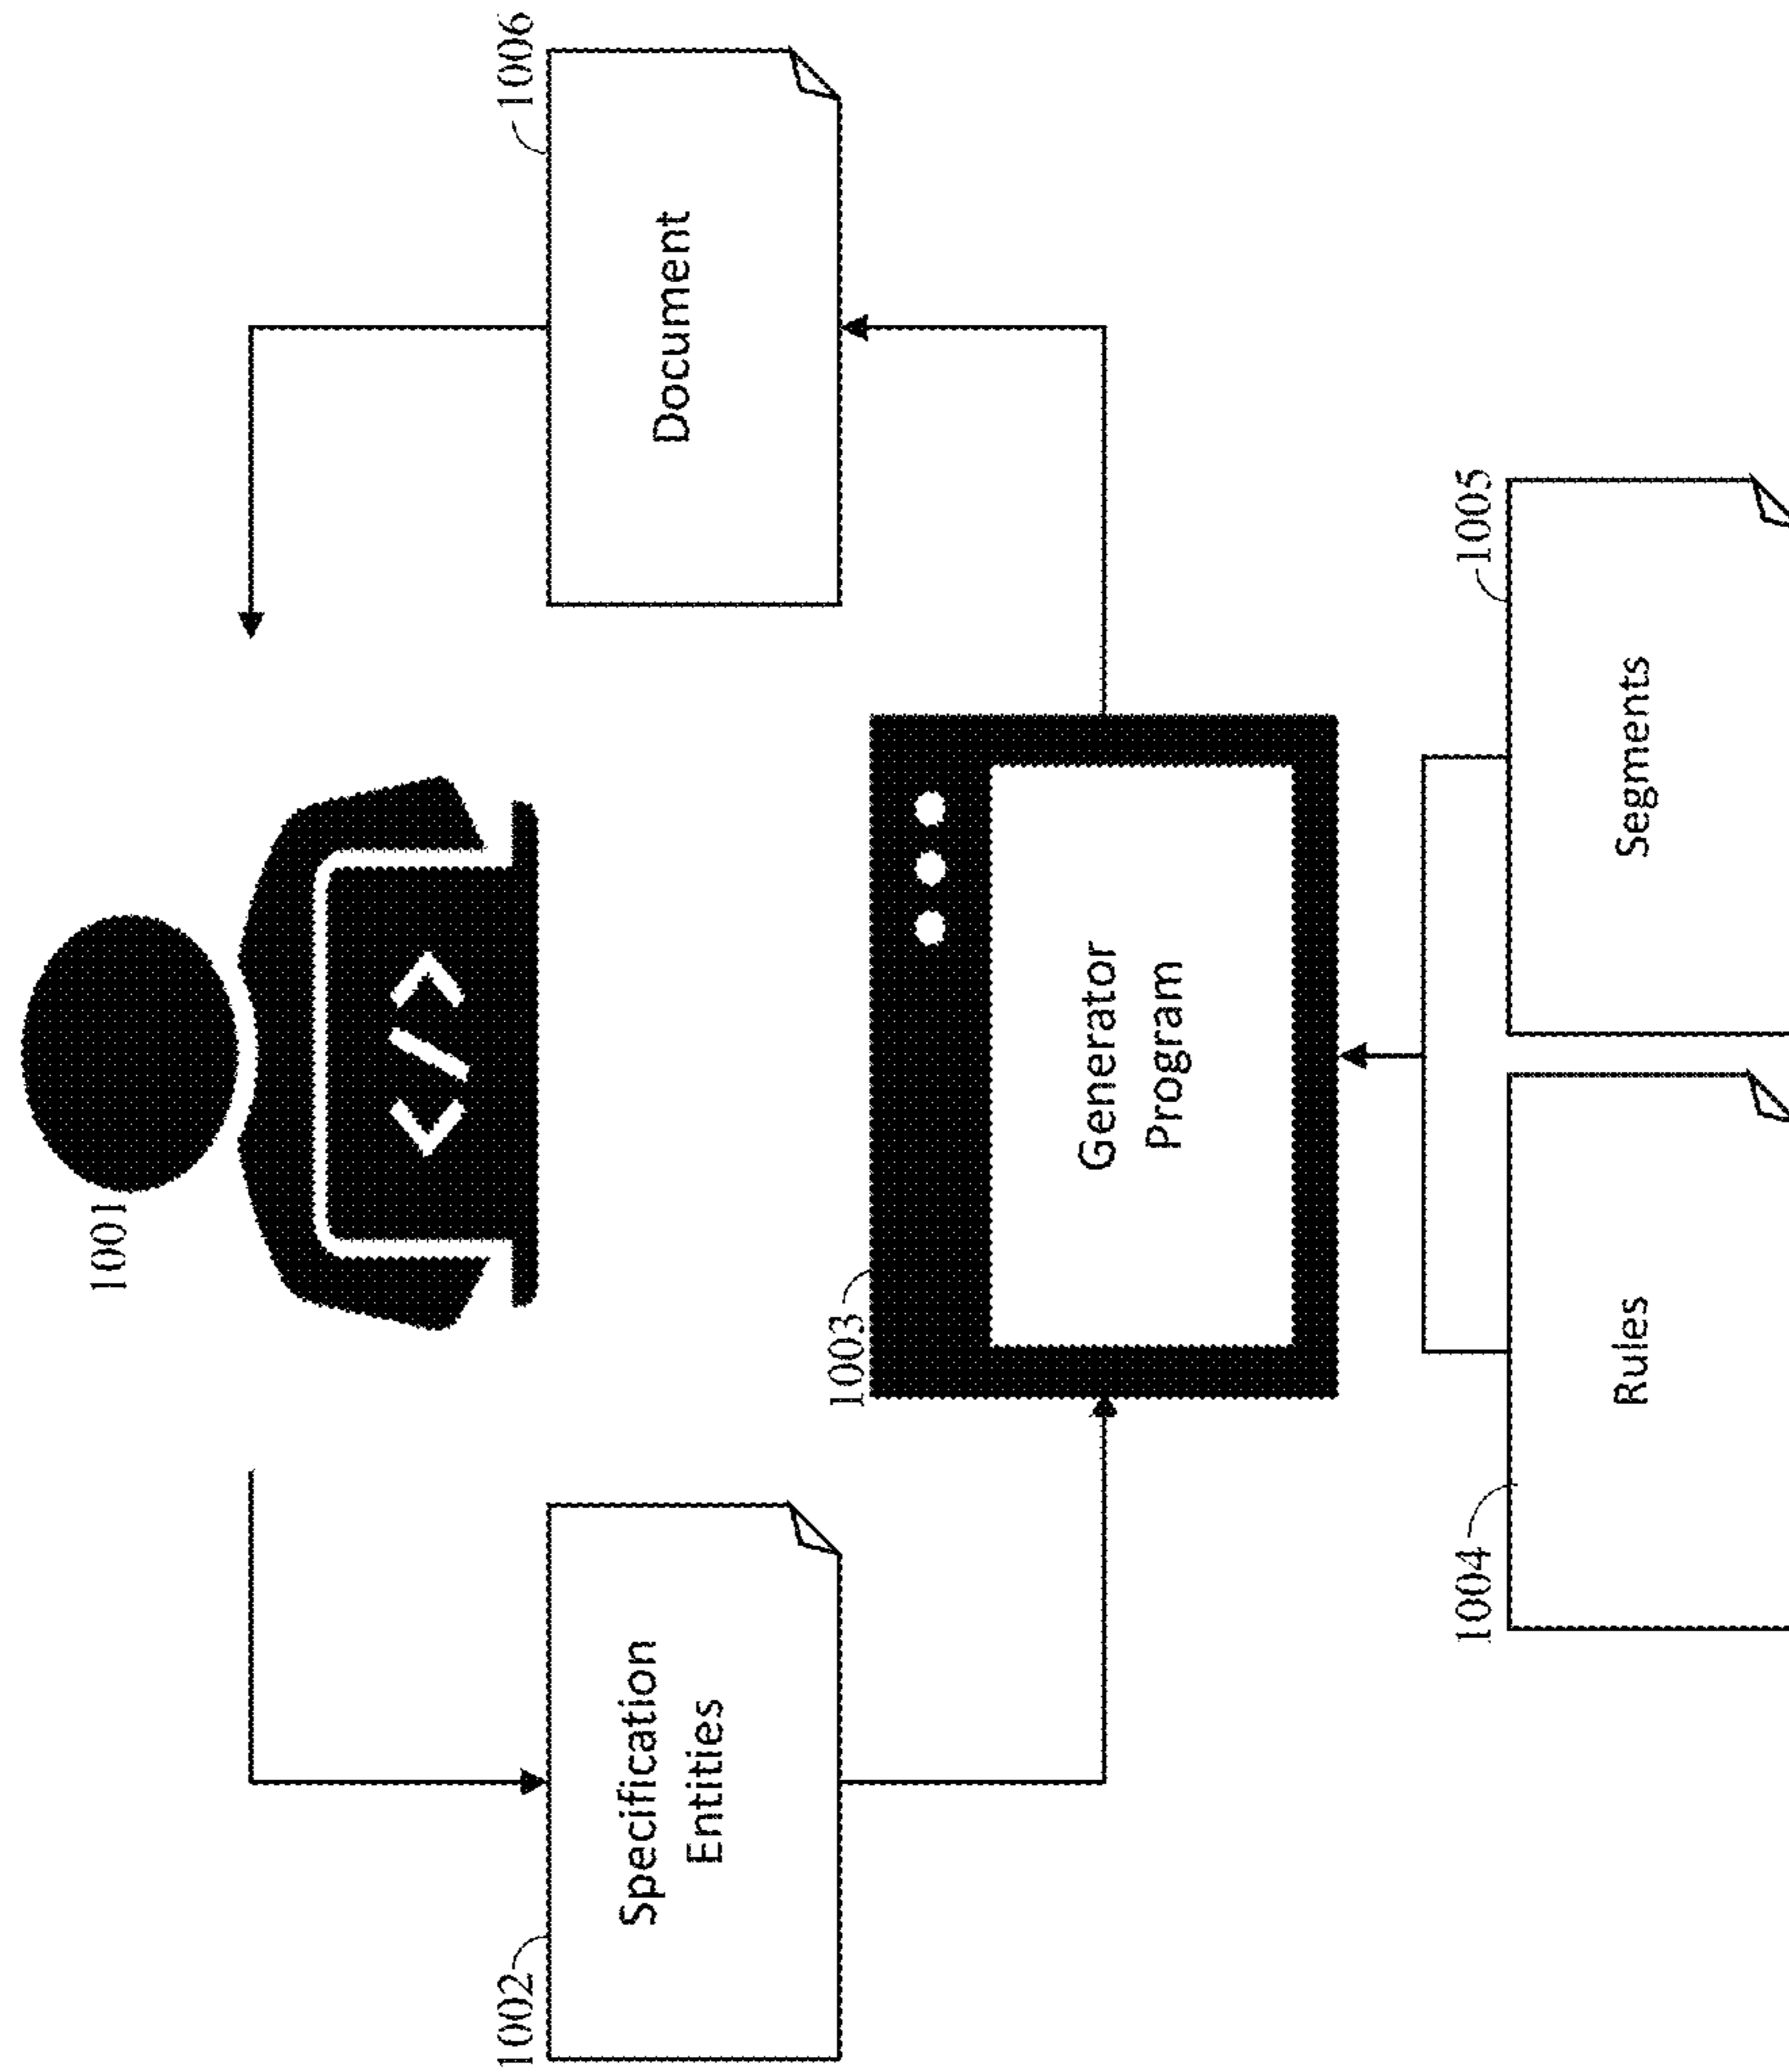 1001
1002
Specification
Entities
1006
Document
1003
Generator
Program
1004
Rules
1005
Segments